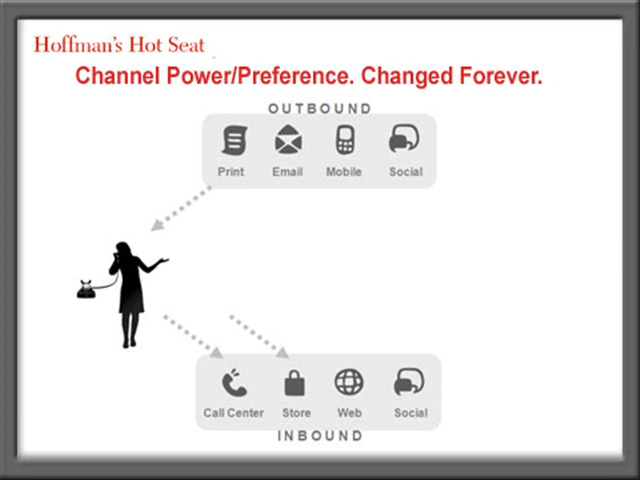 Hoffman's Hot Seat
Channel Power/Preference. Changed Forever.
OUTBOUND
Print Email Mobile Social
Call Center Store Web Social
INBOUND